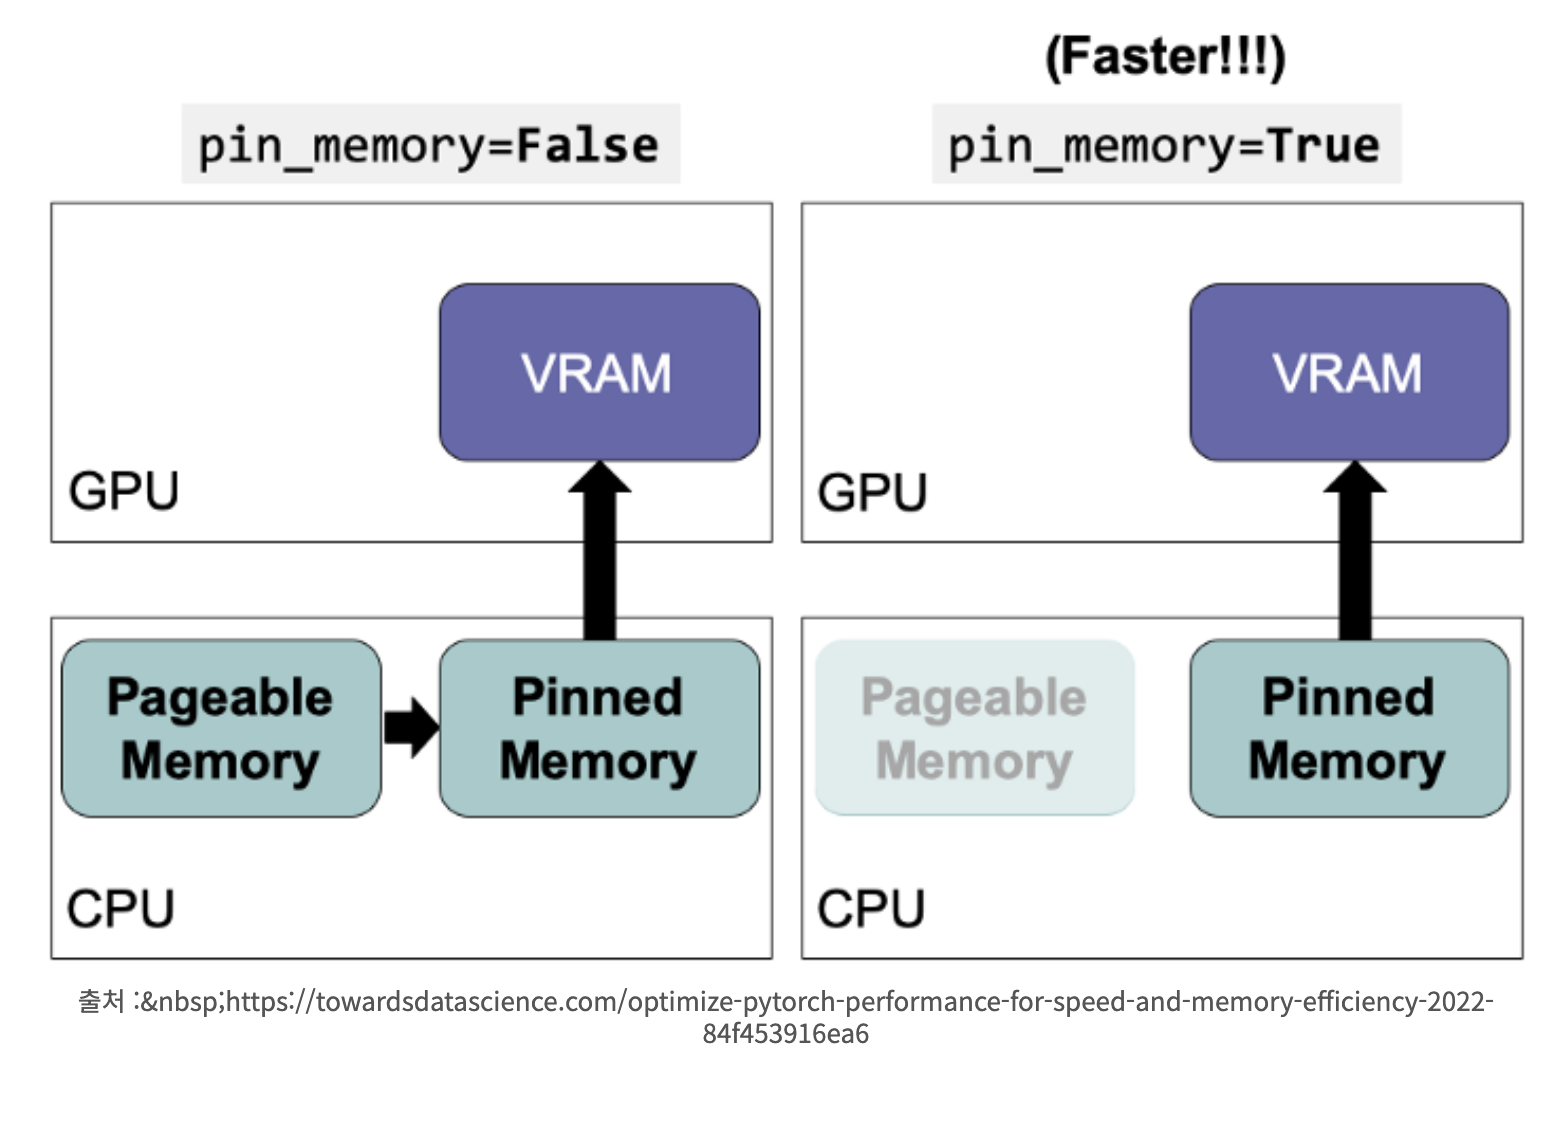 (Faster!!!)
pin_memory=False
pin_memory=True
VRAM
GPU
VRAM
GPU
Pageable
Memory
Pinned
Memory
CPU
Pageable
Memory
Pinned
Memory
CPU
출처 :&nbsp;https://towardsdatascience.com/optimize-pytorch-performance-for-speed-and-memory-efficiency-2022-
84f453916ea6